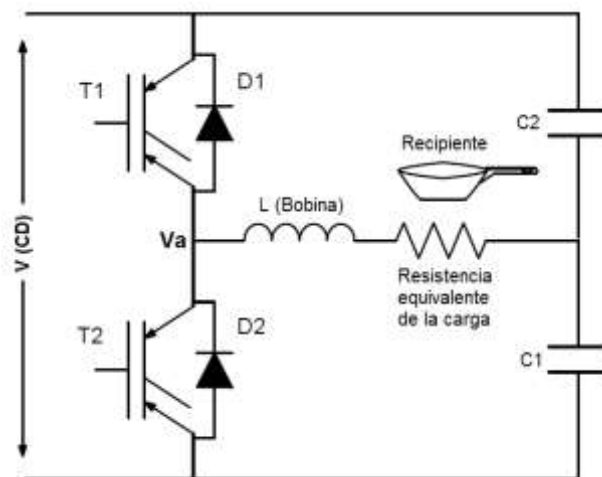 D1
T1
C2
Recipiente
L (Bobina)
V (CD)
Va
Resistencia
equivalente
de la carga
D2
T2
C1